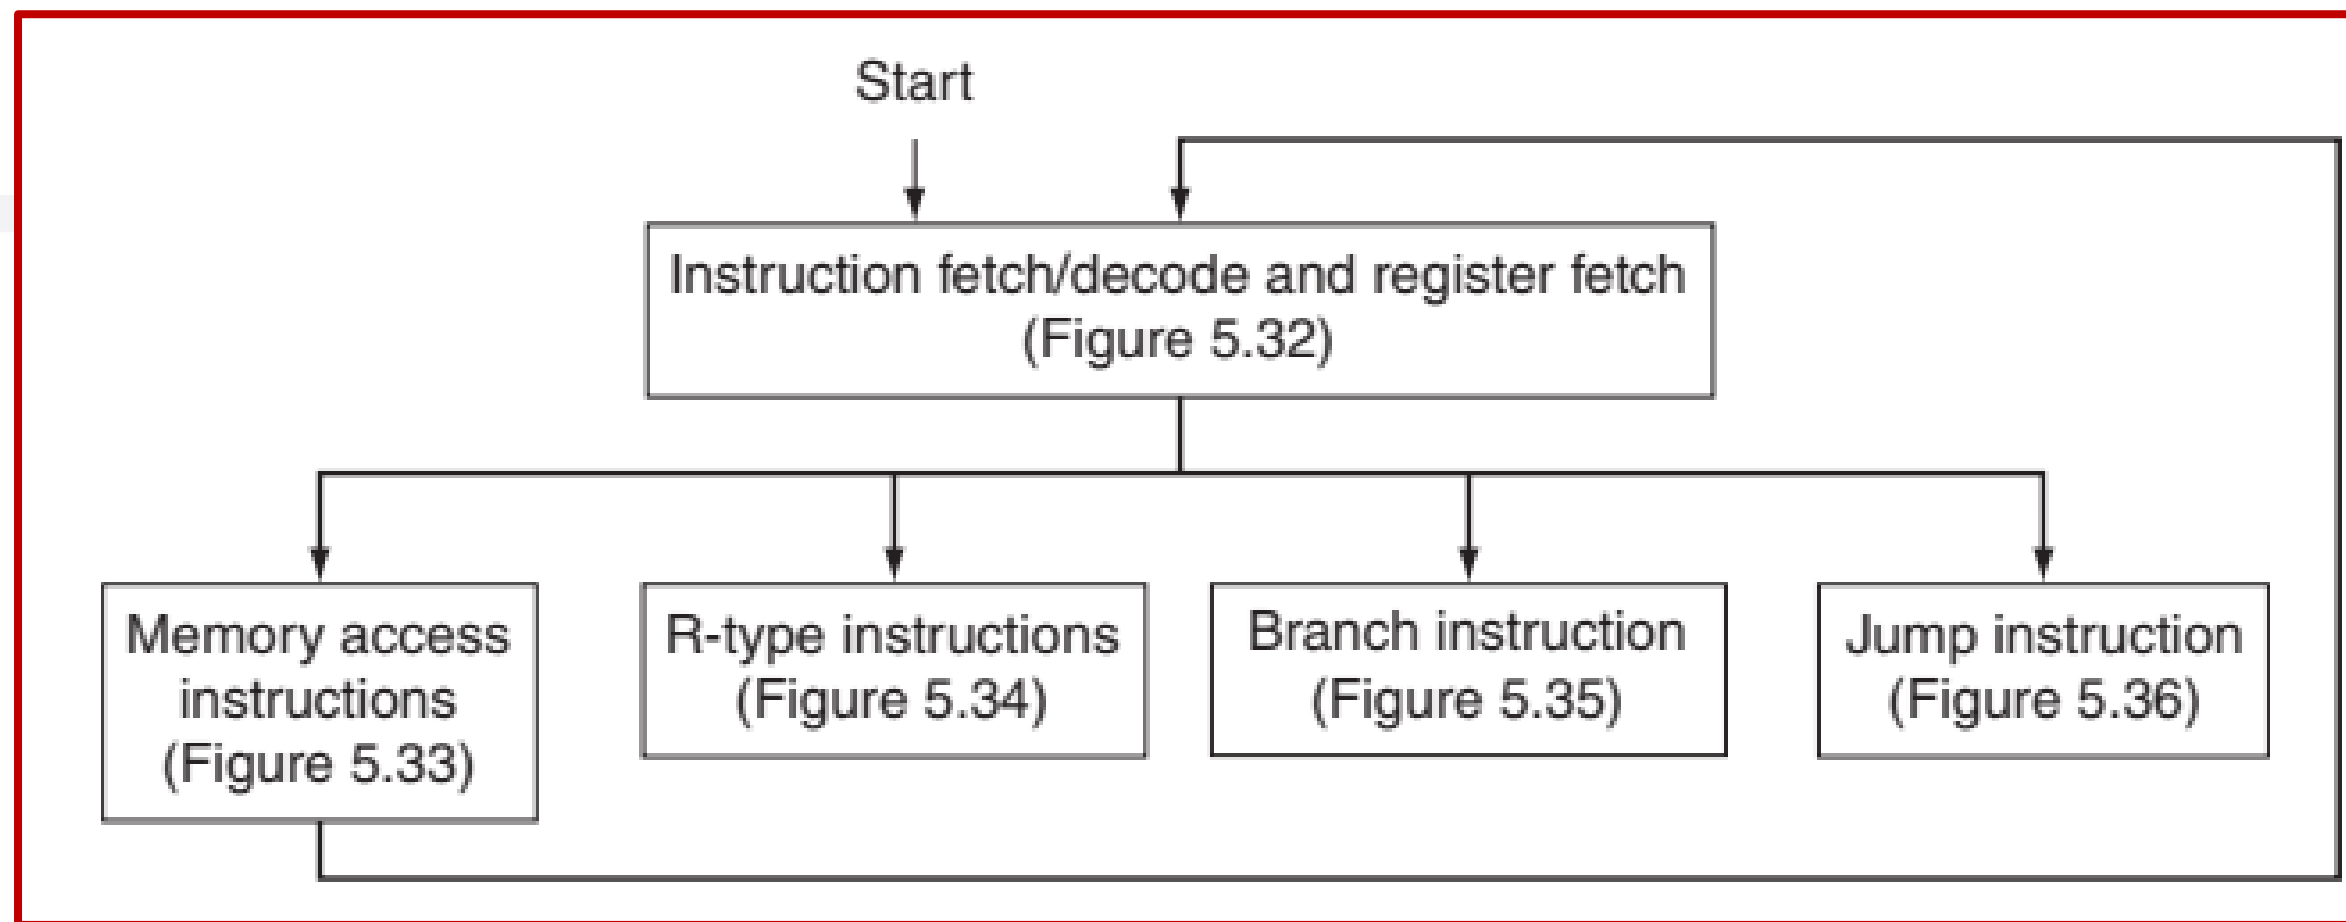 Start
Instruction fetch/decode and register fetch
(Figure 5.32)
Memory access
instructions
(Figure 5.33)
R-type instructions
(Figure 5.34)
Branch instruction
(Figure 5.35)
Jump instruction
(Figure 5.36)